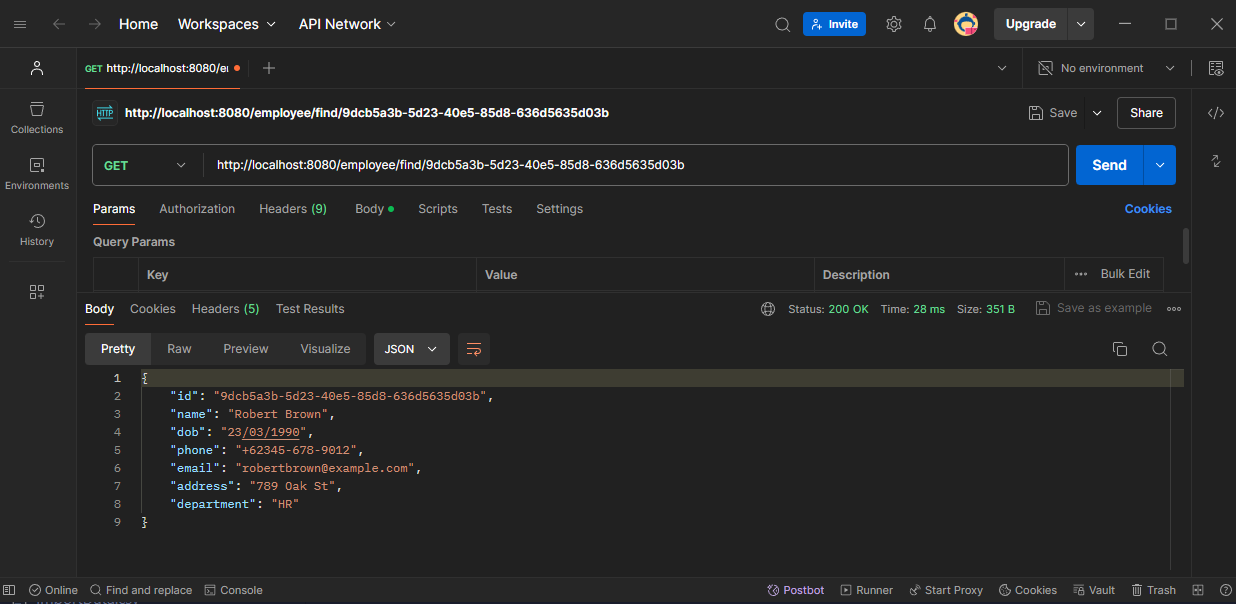 Home Workspaces API Network Invite Upgrade
GET http://localhost:8080/e No environment
http://localhost:8080/employee/find/9dcb5a3b-5d23-40e5-85d8-636d5635d03b Save Share
HTTP
Collections
GET http://localhost:8080/employee/find/9dcb5a3b-5d23-40e5-85d8-636d5635d03b Send
Environments
Params Authorization Headers (9) Body Scripts Tests Settings Cookies
History
Query Params
Key Value Description Bulk Edit
Body Cookies Headers (5) Test Results Status: 200 OK Time: 28 ms Size: 351 B Save as example
Pretty Raw Preview Visualize JSON
1 {
2 "id": "9dcb5a3b-5d23-40e5-85d8-636d5635d03b",
3 "name": "Robert Brown",
4 "dob": "23/03/1990",
5 "phone": "+62345-678-9012",
6 "email": "robertbrown@example.com",
7 "address": "789 Oak St",
8 "department": "HR"
9 }
Online Find and replace Console Postbot Runner Start Proxy Cookies Vault Trash